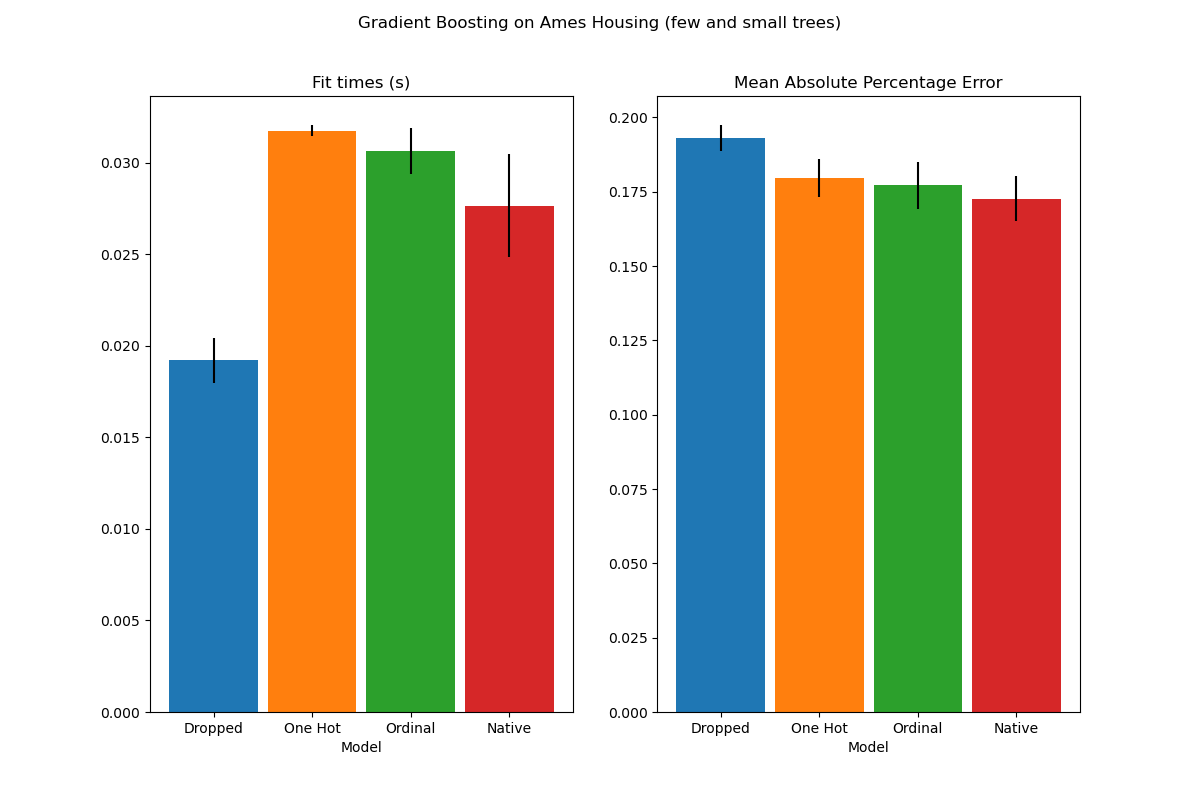 Gradient Boosting on Ames Housing (few and small trees)
Fit times (s)
0.030
0.025
0.020
0.015
0.010
0.005
0.000
Dropped One Hot Ordinal Native
Model
Mean Absolute Percentage Error
0.200
0.175
0.150
0.125
0.100
0.075
0.050
0.025
0.000
Dropped One Hot Ordinal Native
Model